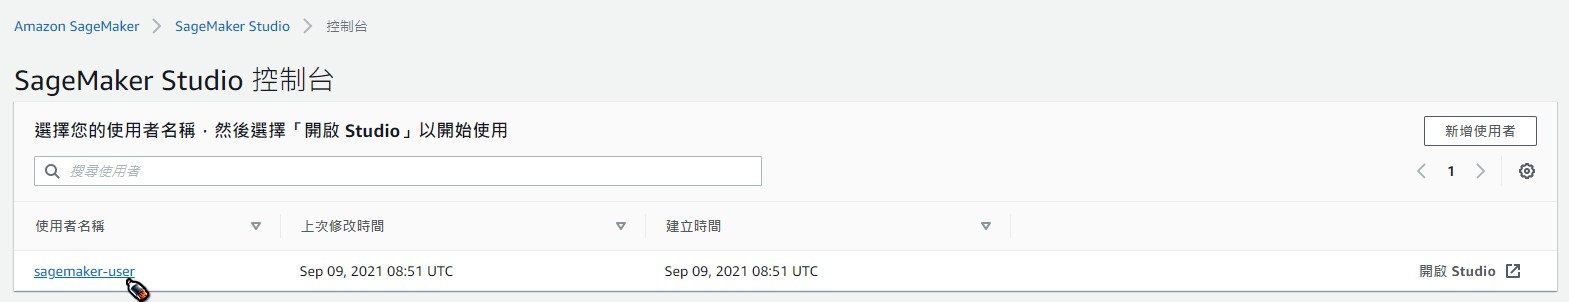 Amazon SageMaker > SageMaker Studio > 控制台
SageMaker Studio 控制台
選擇您的使用者名稱，然後選擇「開啟 Studio」以開始使用
新增使用者
搜尋使用者
1
使用者名稱 上次修改時間 建立時間
sagemaker-user Sep 09, 2021 08:51 UTC Sep 09, 2021 08:51 UTC 開啟 Studio